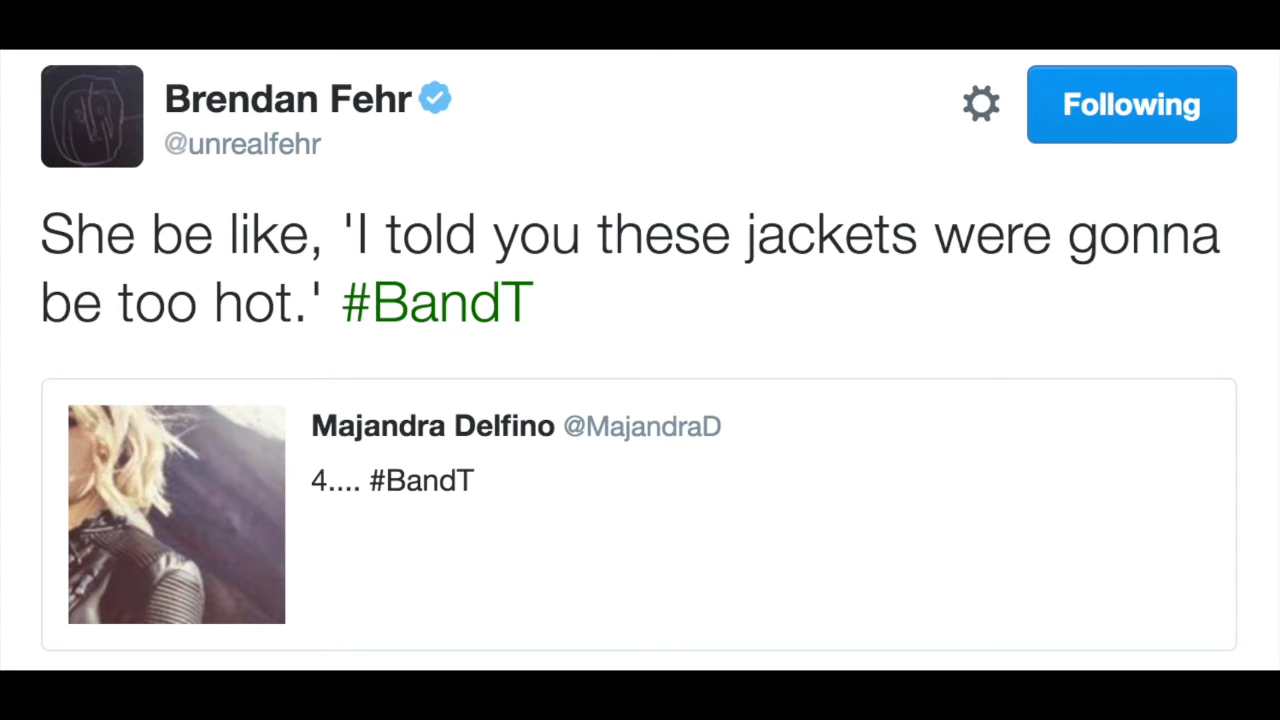 Brendan Fehr
@unrealfehr
Following
She be like, 'I told you these jackets were gonna
be too hot.' #BandT
Majandra Delfino @MajandraD
4.... #BandT